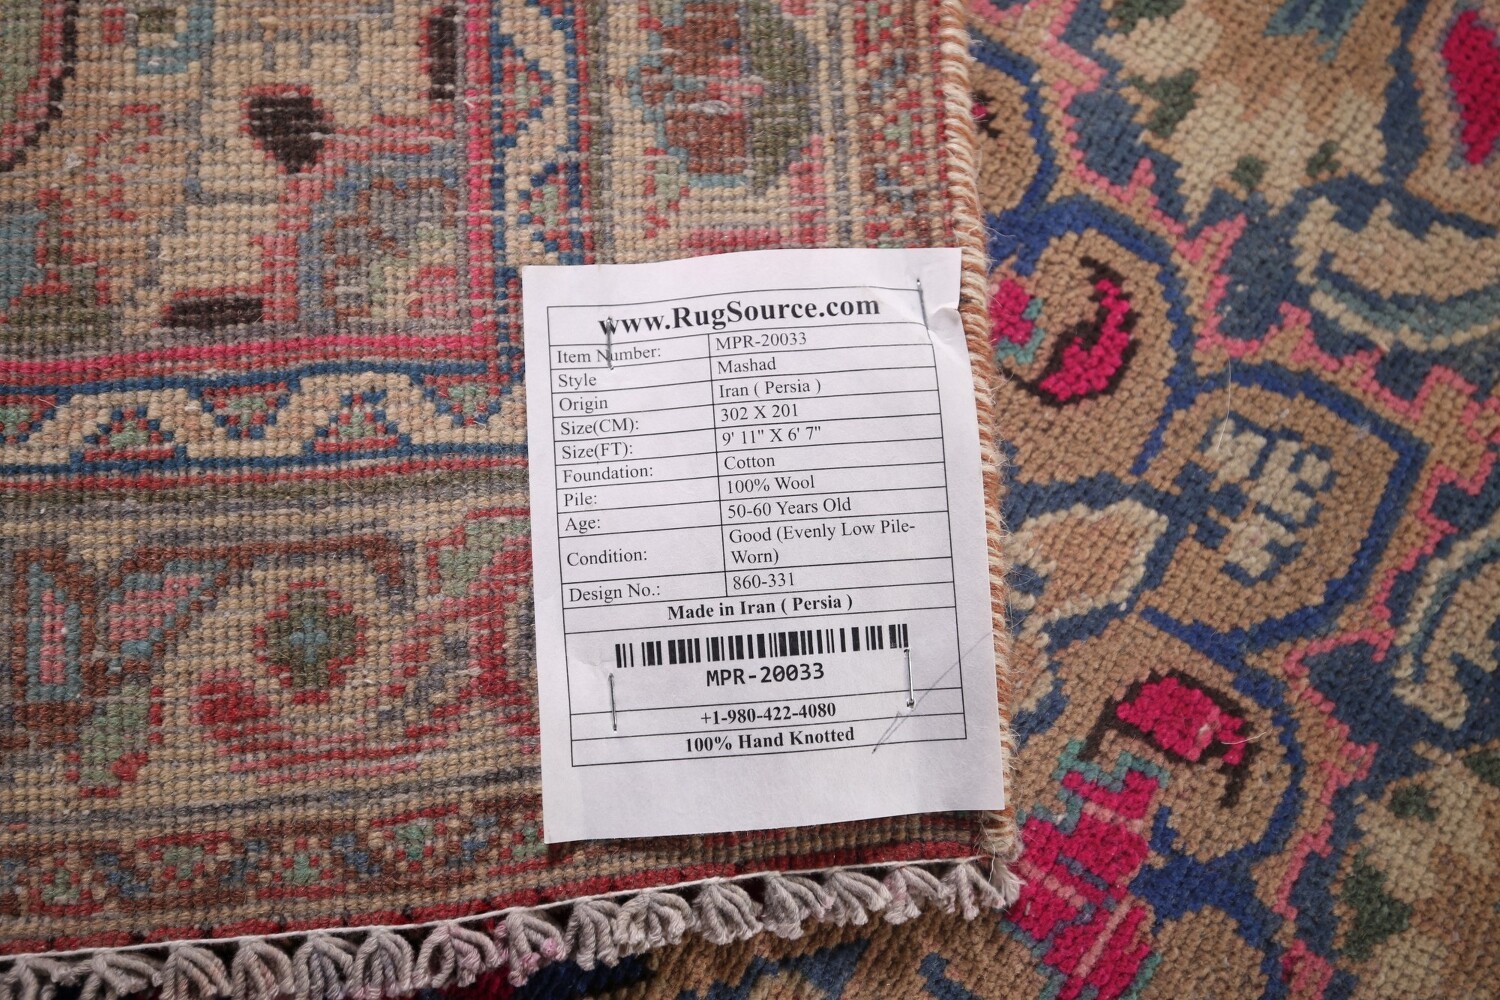 www.RugSource.com
Item Number: MPR-20033
Style Mashad
Origin Iran ( Persia )
Size(CM): 302 X 201
Size(FT): 9' 11" X 6' 7"
Foundation: Cotton
Pile: 100% Wool
Age: 50-60 Years Old
Condition: Good (Evenly Low Pile-
Worn)
Design No.: 860-331
Made in Iran ( Persia )
MPR-20033
+1-980-422-4080
100% Hand Knotted